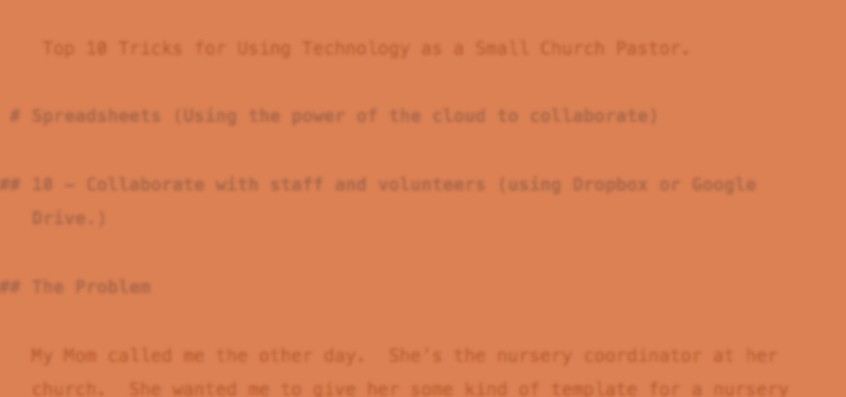 Top 10 Tricks for Using Technology as a Small Church Pastor.
# Spreadsheets (Using the power of the cloud to collaborate)
## 10 – Collaborate with staff and volunteers (using Dropbox or Google
Drive.)
## The Problem
My Mom called me the other day.  She's the nursery coordinator at her
church.  She wanted me to give her some kind of template for a nursery